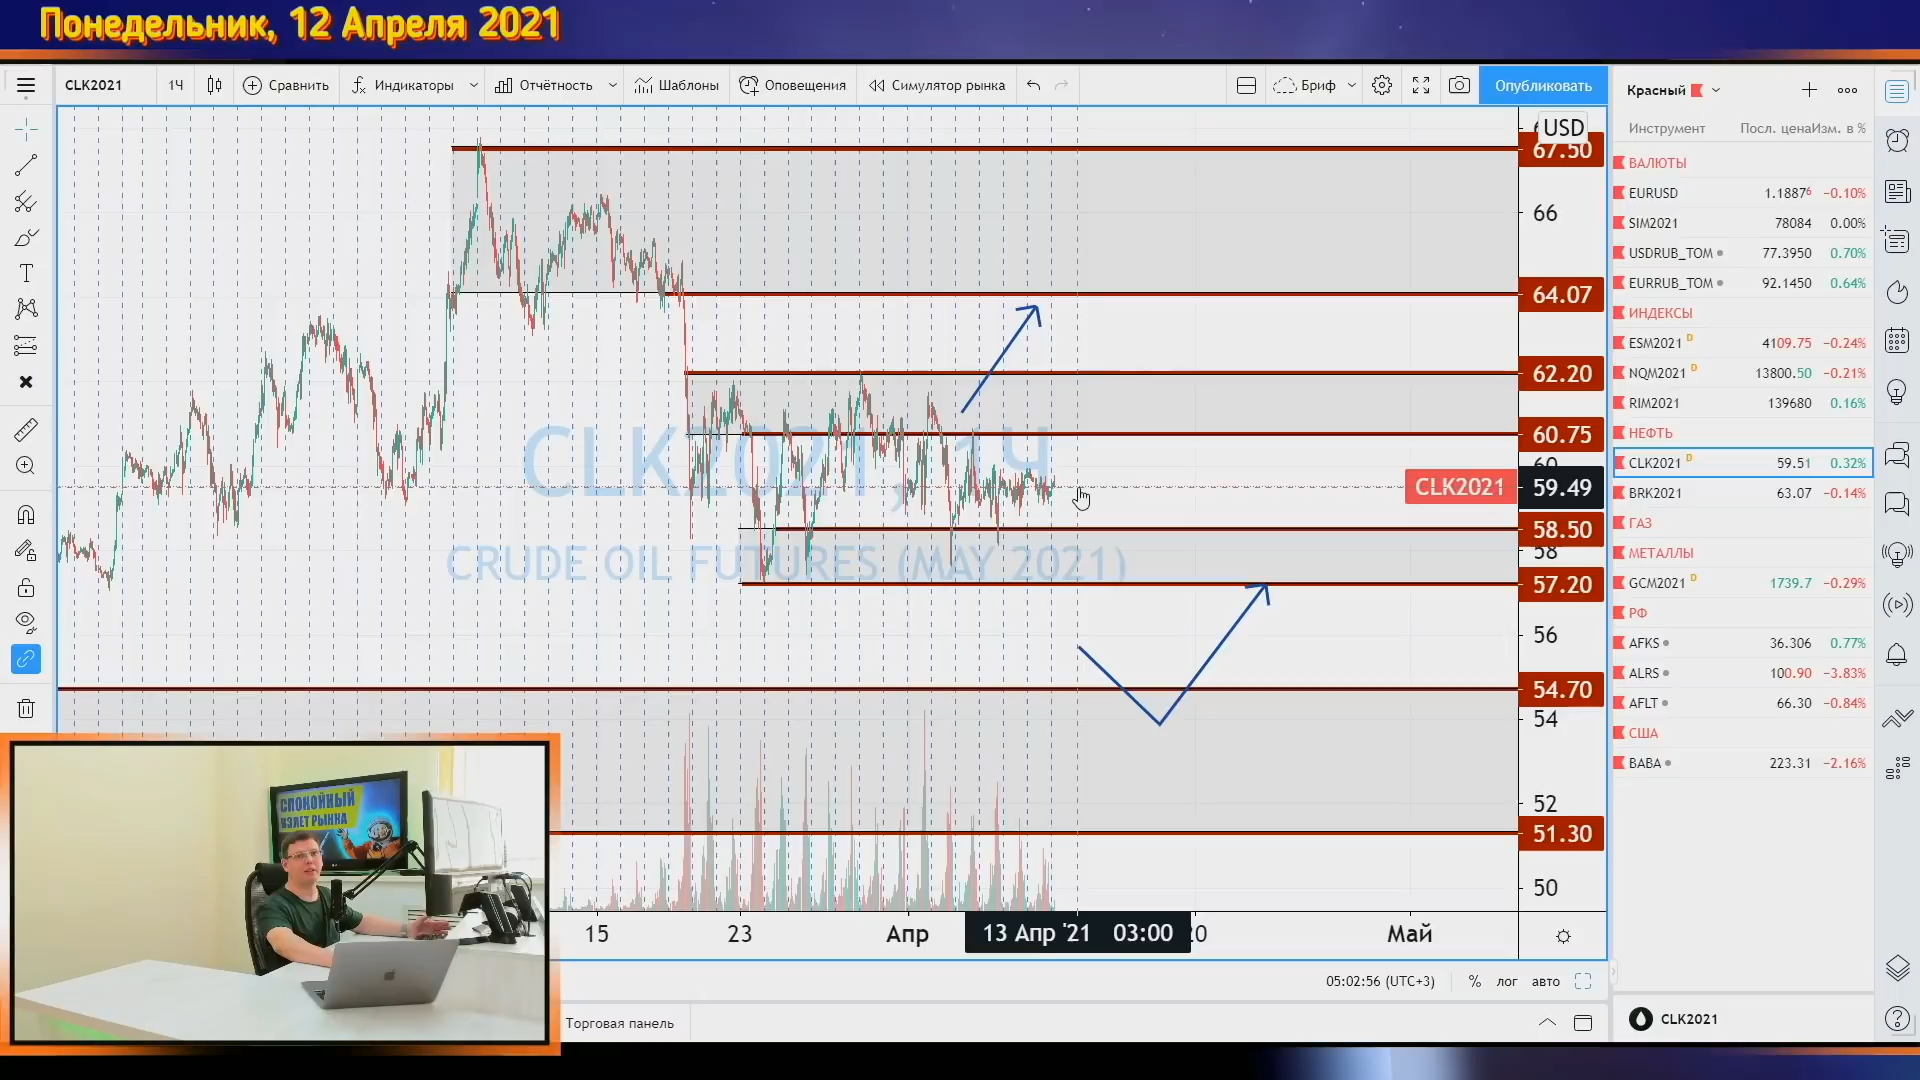 Понедельник, 12 Апреля 2021
CLK2021
1Ч
Сравнить
Индикаторы
Отчётность
Шаблоны
Оповещения
Симулятор рынка
Бриф
Опубликовать
Красный
Инструмент Посл. цена Изм. в %
ВАЛЮТЫ
EURUSD 1.18876 −0.10%
SIM2021 78084 0.00%
USDRUB_TOM 77.3950 0.70%
EURRUB_TOM 92.1450 0.64%
ИНДЕКСЫ
ESM2021 D 4109.75 −0.24%
NQM2021 D 13800.50 −0.21%
RIM2021 139680 0.16%
НЕФТЬ
CLK2021 D 59.51 0.32%
BRK2021 63.07 −0.14%
ГАЗ
МЕТАЛЛЫ
GCM2021 D 1739.7 −0.29%
РФ
AFKS 36.306 0.77%
ALRS 100.90 −3.83%
AFLT 66.30 −0.84%
США
BABA 223.31 −2.16%
CLK2021
USD
67.50
66
64.07
62.20
60.75
60
CLK2021 59.49
58.50
58
57.20
56
54.70
54
52
51.30
50
CLK2021, 1Ч
CRUDE OIL FUTURES (MAY 2021)
15 23 Апр 13 Апр '21 03:00 20 Май
05:02:56 (UTC+3) % лог авто
Торговая панель
СПОКОЙНЫЙ
ВЗЛЕТ РЫНКА